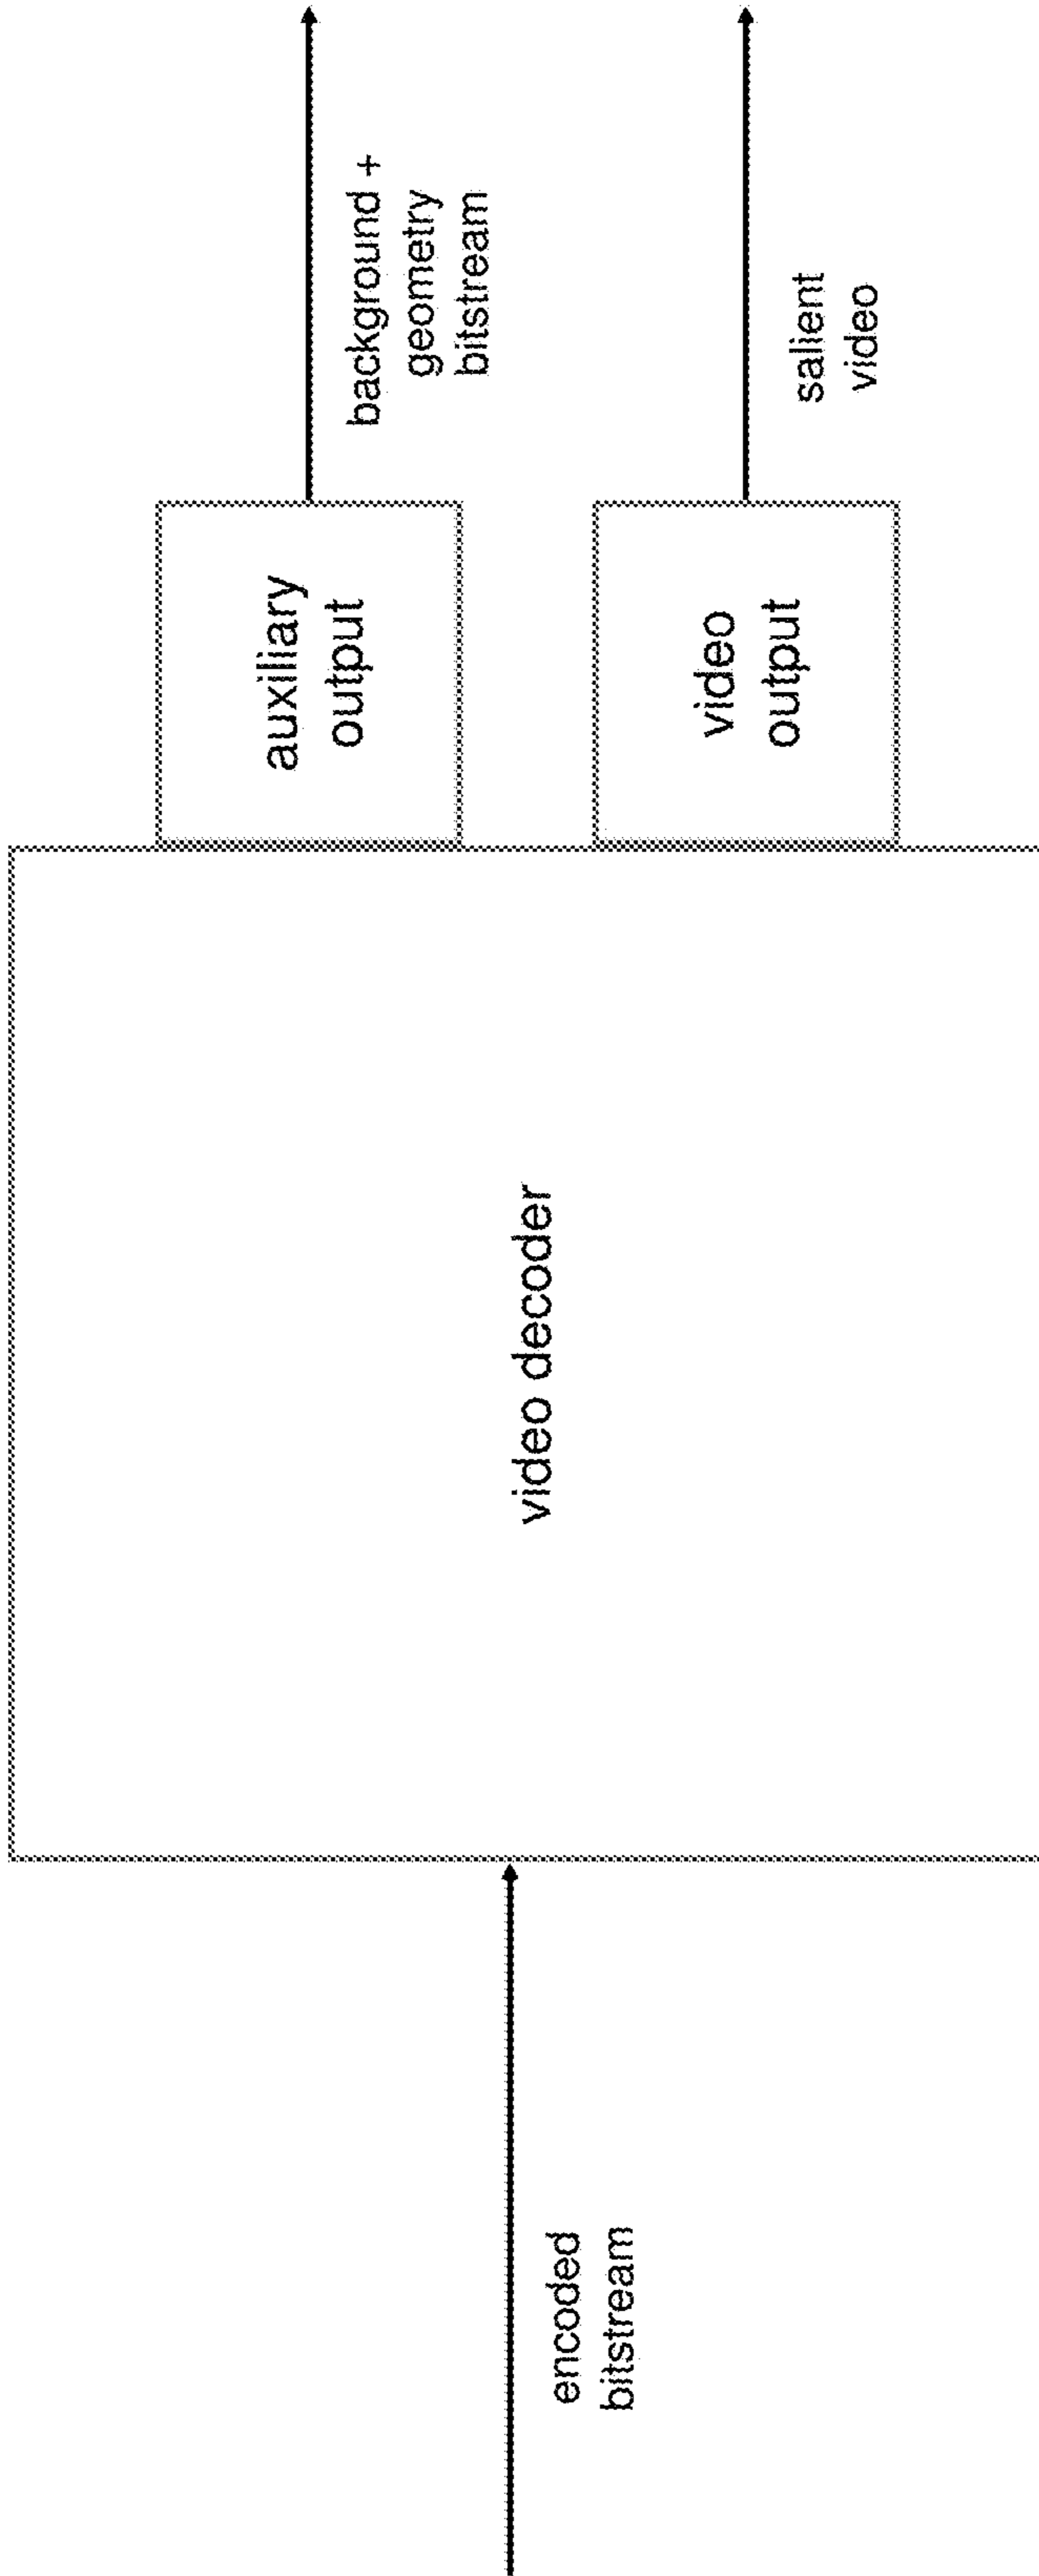 encoded
bitstream
video decoder
auxiliary
output
background +
geometry
bitstream
video
output
salient
video